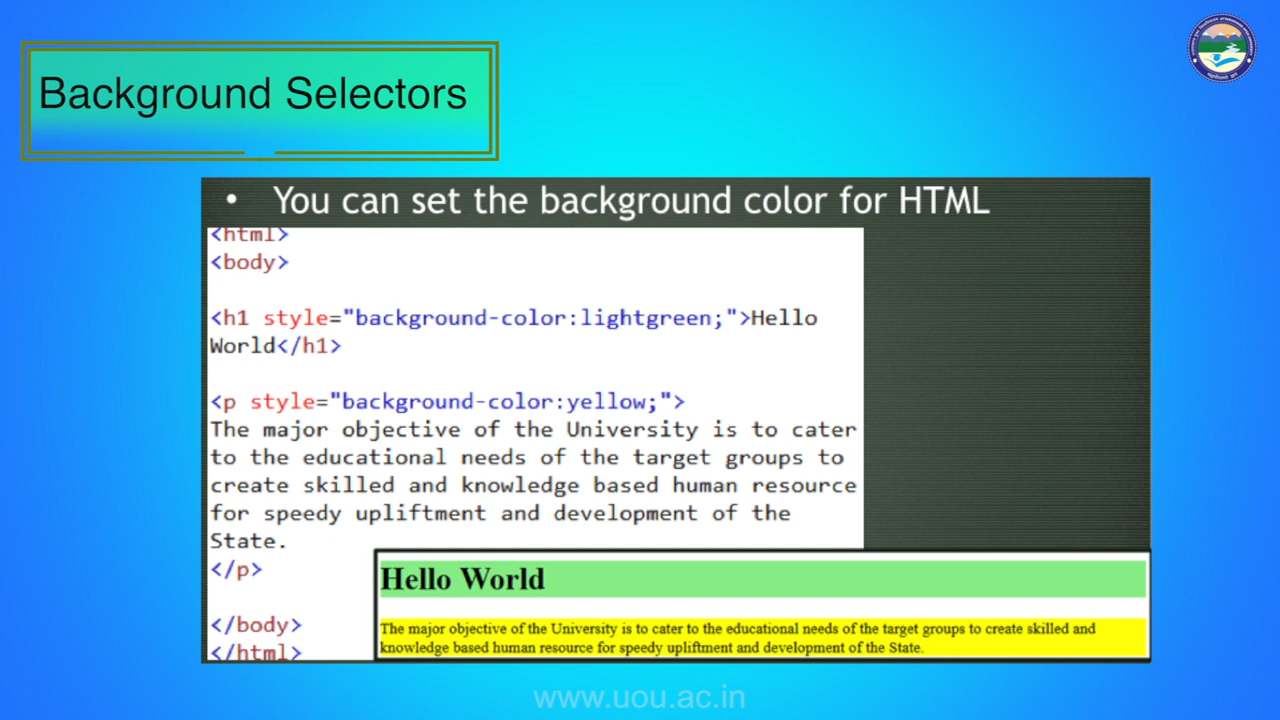 Background Selectors
• You can set the background color for HTML
<html>
<body>
<h1 style="background-color:lightgreen;">Hello
World</h1>
<p style="background-color:yellow;">
The major objective of the University is to cater
to the educational needs of the target groups to
create skilled and knowledge based human resource
for speedy upliftment and development of the
State.
</p>
</body>
</html>
Hello World
The major objective of the University is to cater to the educational needs of the target groups to create skilled and
knowledge based human resource for speedy upliftment and development of the State.
www.uou.ac.in